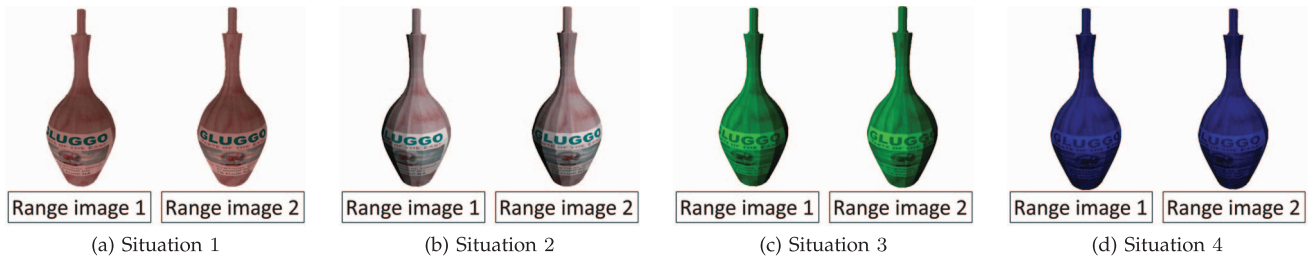 LUGGO
GLUGGO
LUGGO
GLUGGO
LUGGO
GLUGGO
LUGGO
GLUGGO
Range image 1 Range image 2 Range image 1 Range image 2 Range image 1 Range image 2 Range image 1 Range image 2
(a) Situation 1 (b) Situation 2 (c) Situation 3 (d) Situation 4